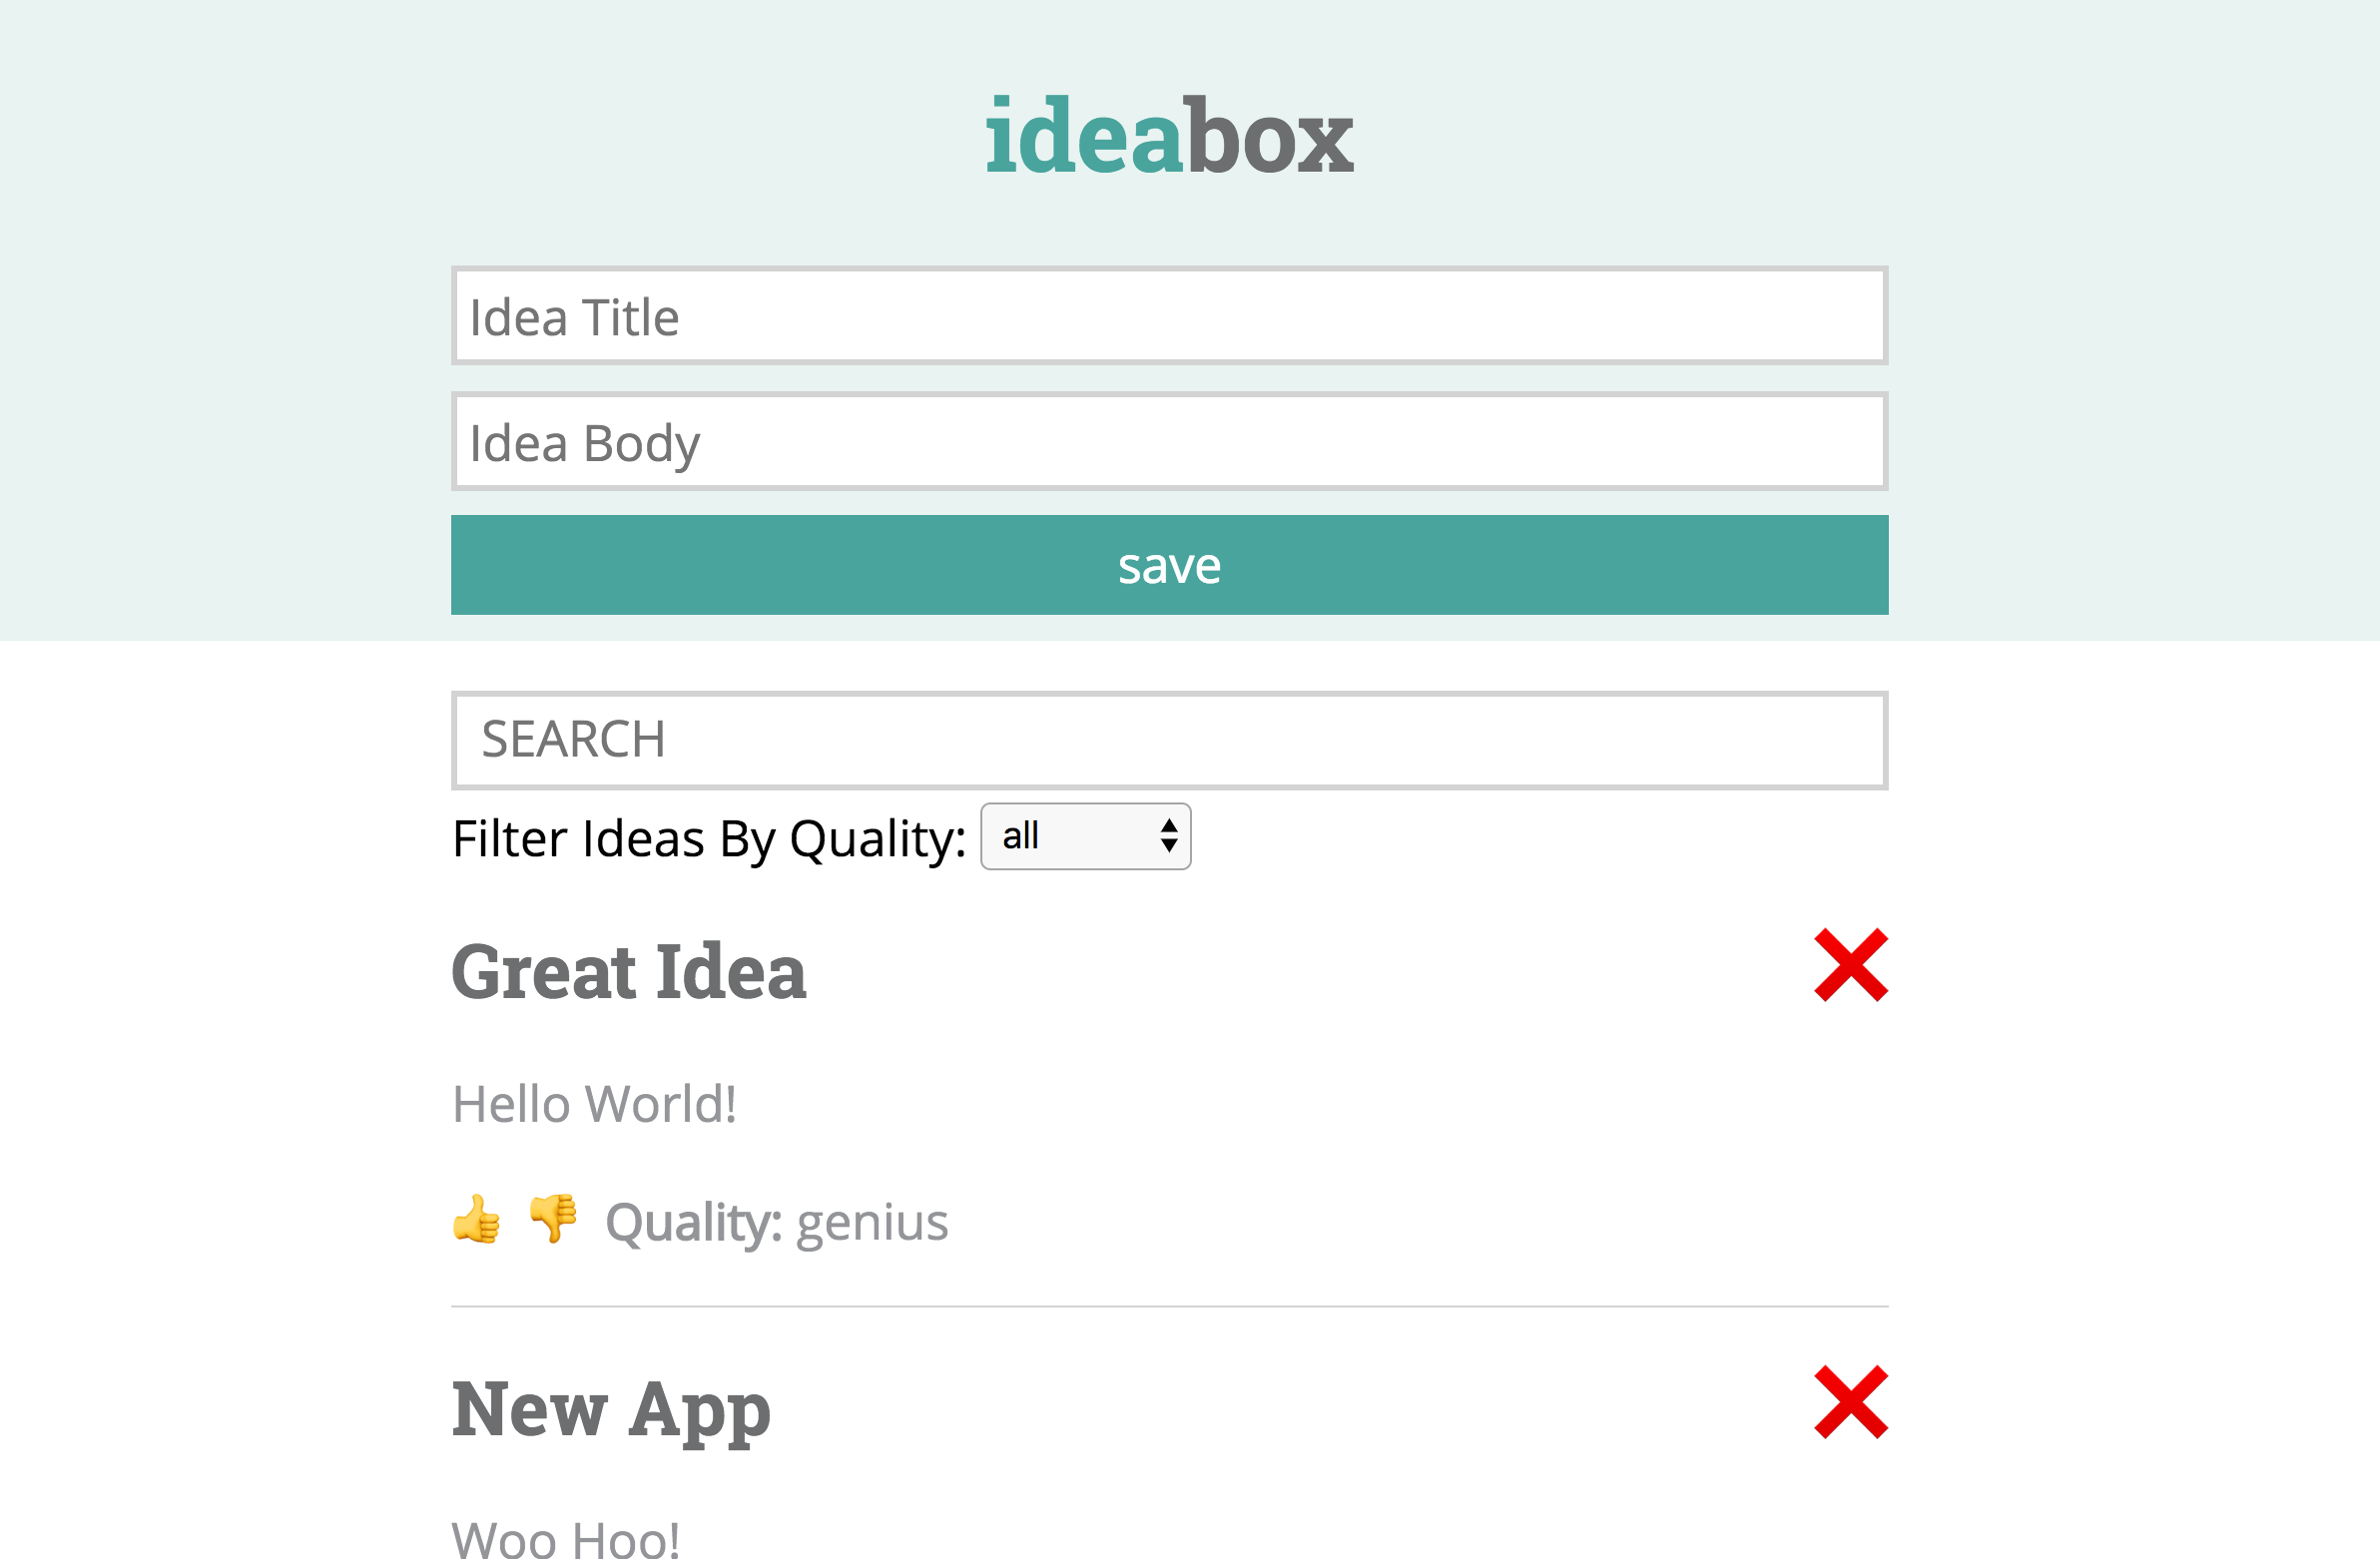 ideabox
Idea Title
Idea Body
save
SEARCH
Filter Ideas By Quality: all
Great Idea
Hello World!
Quality: genius
New App
Woo Hoo!